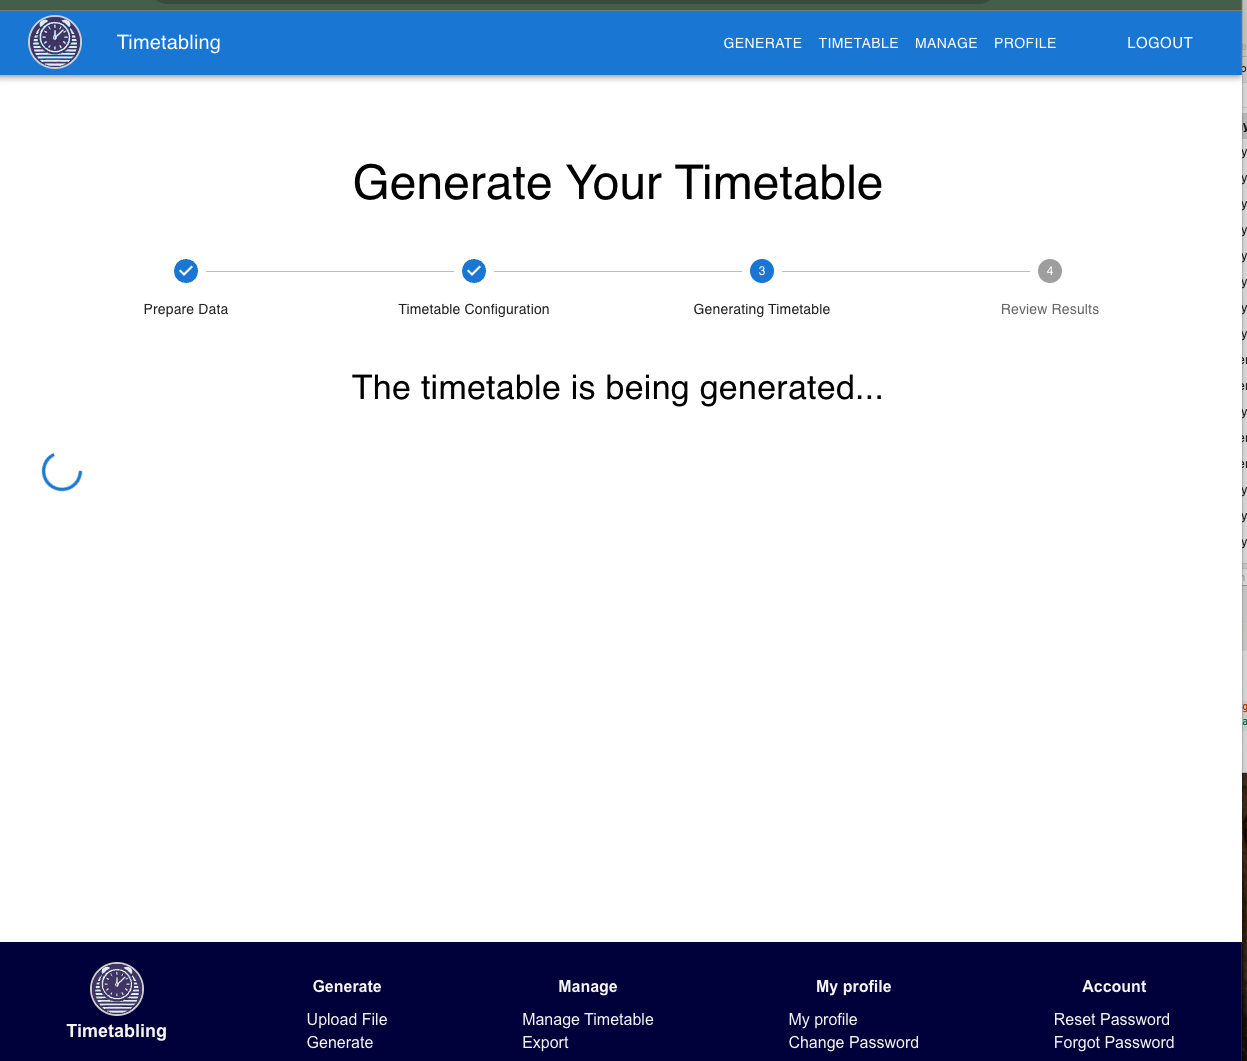 Timetabling
GENERATE TIMETABLE MANAGE PROFILE LOGOUT
Generate Your Timetable
3 4
Prepare Data Timetable Configuration Generating Timetable Review Results
The timetable is being generated...
Generate Manage My profile Account
Timetabling
Upload File Manage Timetable My profile Reset Password
Generate Export Change Password Forgot Password